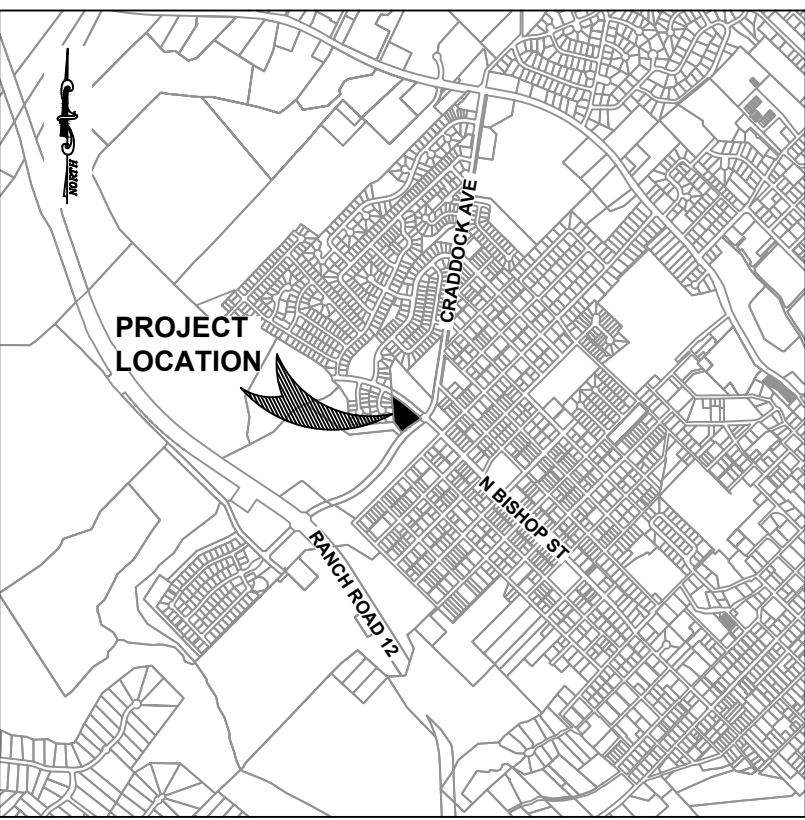 NORTH
CRADDOCK AVE
PROJECT
LOCATION
N BISHOP ST
RANCH ROAD 12